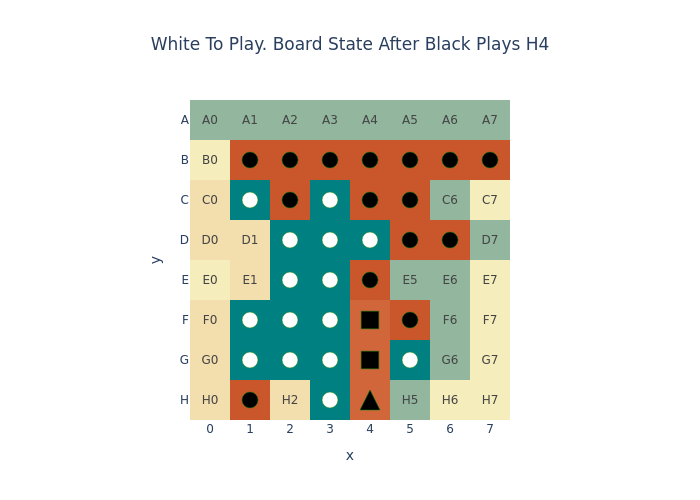 White To Play. Board State After Black Plays H4
A A0 A1 A2 A3 A4 A5 A6 A7
B B0
C C0 C6 C7
D D0 D1 D7
y
E E0 E1 E5 E6 E7
F F0 F6 F7
G G0 G6 G7
H H0 H2 H5 H6 H7
0 1 2 3 4 5 6 7
x